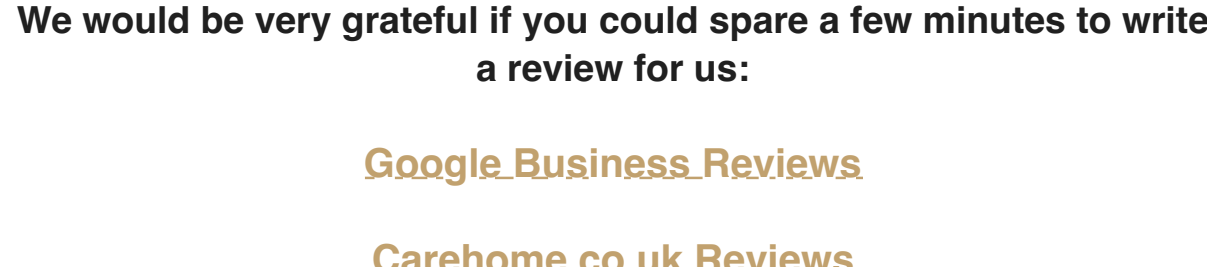 We would be very grateful if you could spare a few minutes to write
a review for us:
Google Business Reviews
Carehome.co.uk Reviews